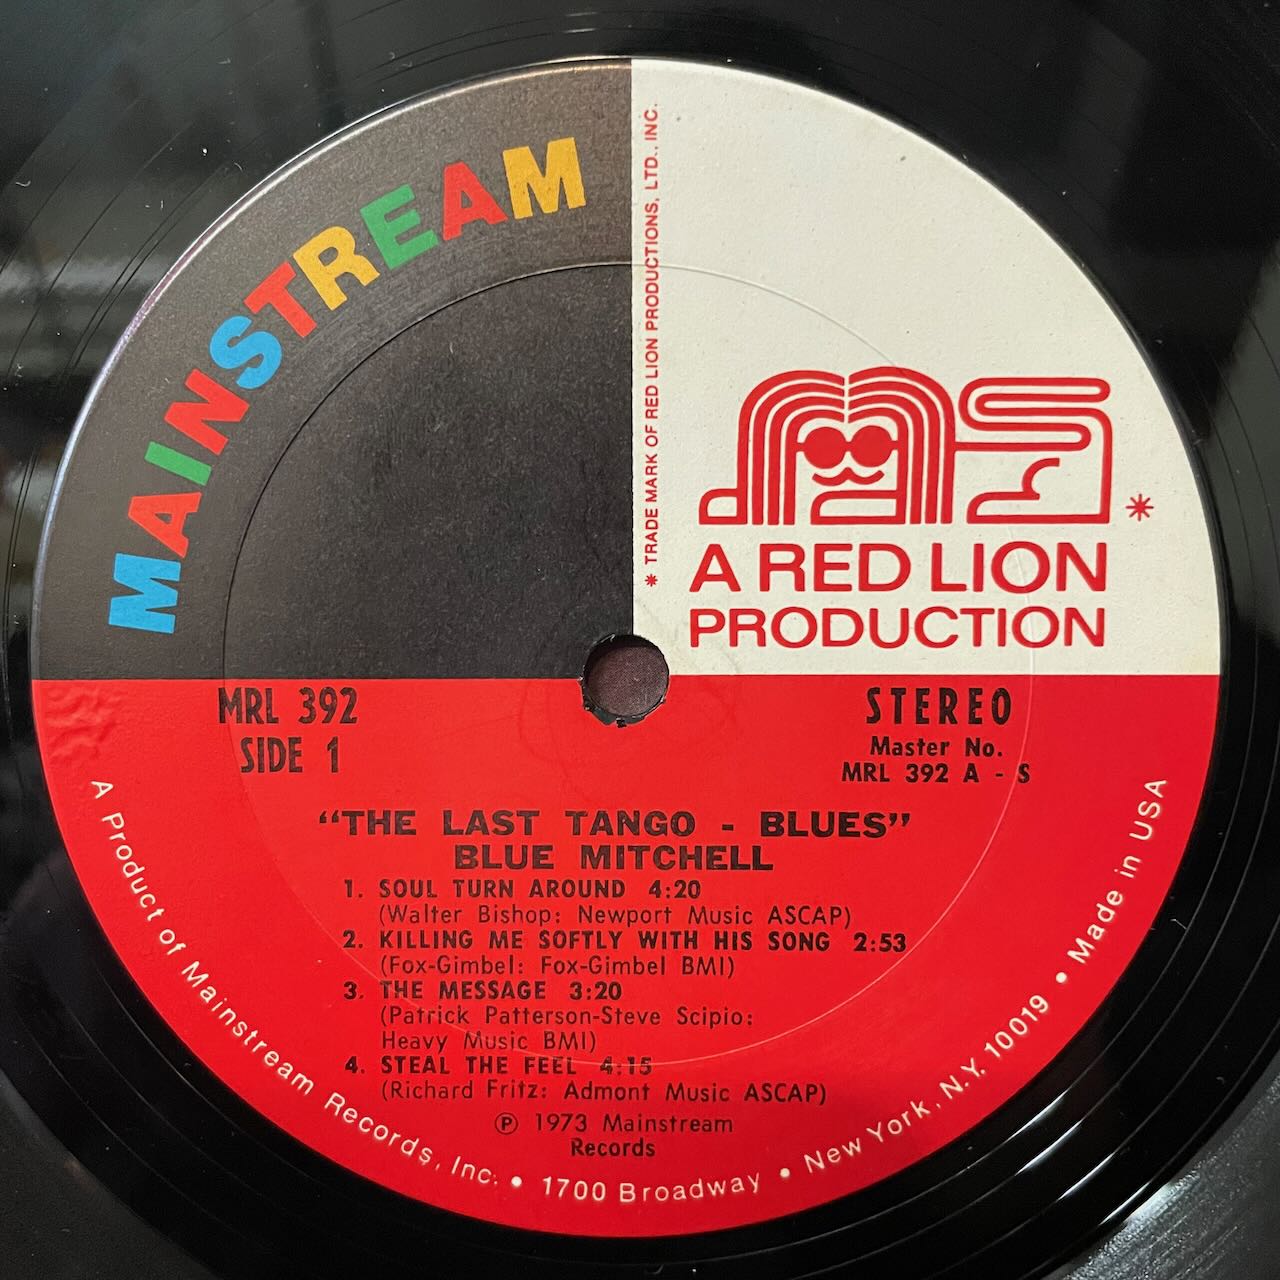 MAINSTREAM
* TRADE MARK OF RED LION PRODUCTIONS, LTD., INC.
*
A RED LION
PRODUCTION
MRL 392
SIDE 1
STEREO
Master No.
MRL 392 A - S
"THE LAST TANGO - BLUES"
BLUE MITCHELL
1. SOUL TURN AROUND 4:20
(Walter Bishop: Newport Music ASCAP)
2. KILLING ME SOFTLY WITH HIS SONG 2:53
(Fox-Gimbel: Fox-Gimbel BMI)
3. THE MESSAGE 3:20
(Patrick Patterson-Steve Scipio:
Heavy Music BMI)
4. STEAL THE FEEL 4:15
(Richard Fritz: Admont Music ASCAP)
℗ 1973 Mainstream
Records
A Product of Mainstream Records, Inc. • 1700 Broadway • New York, N.Y. 10019 • Made in USA